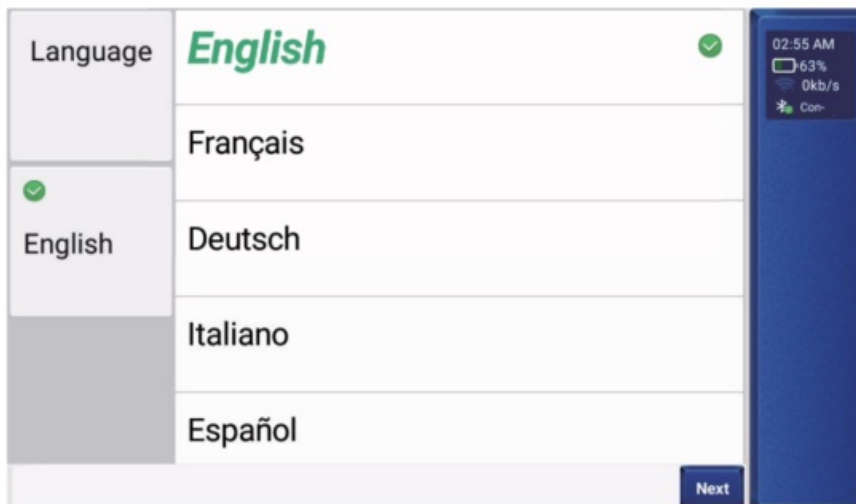 Language
English
English
Français
Deutsch
Italiano
Español
Next
02:55 AM
63%
0kb/s
Con-